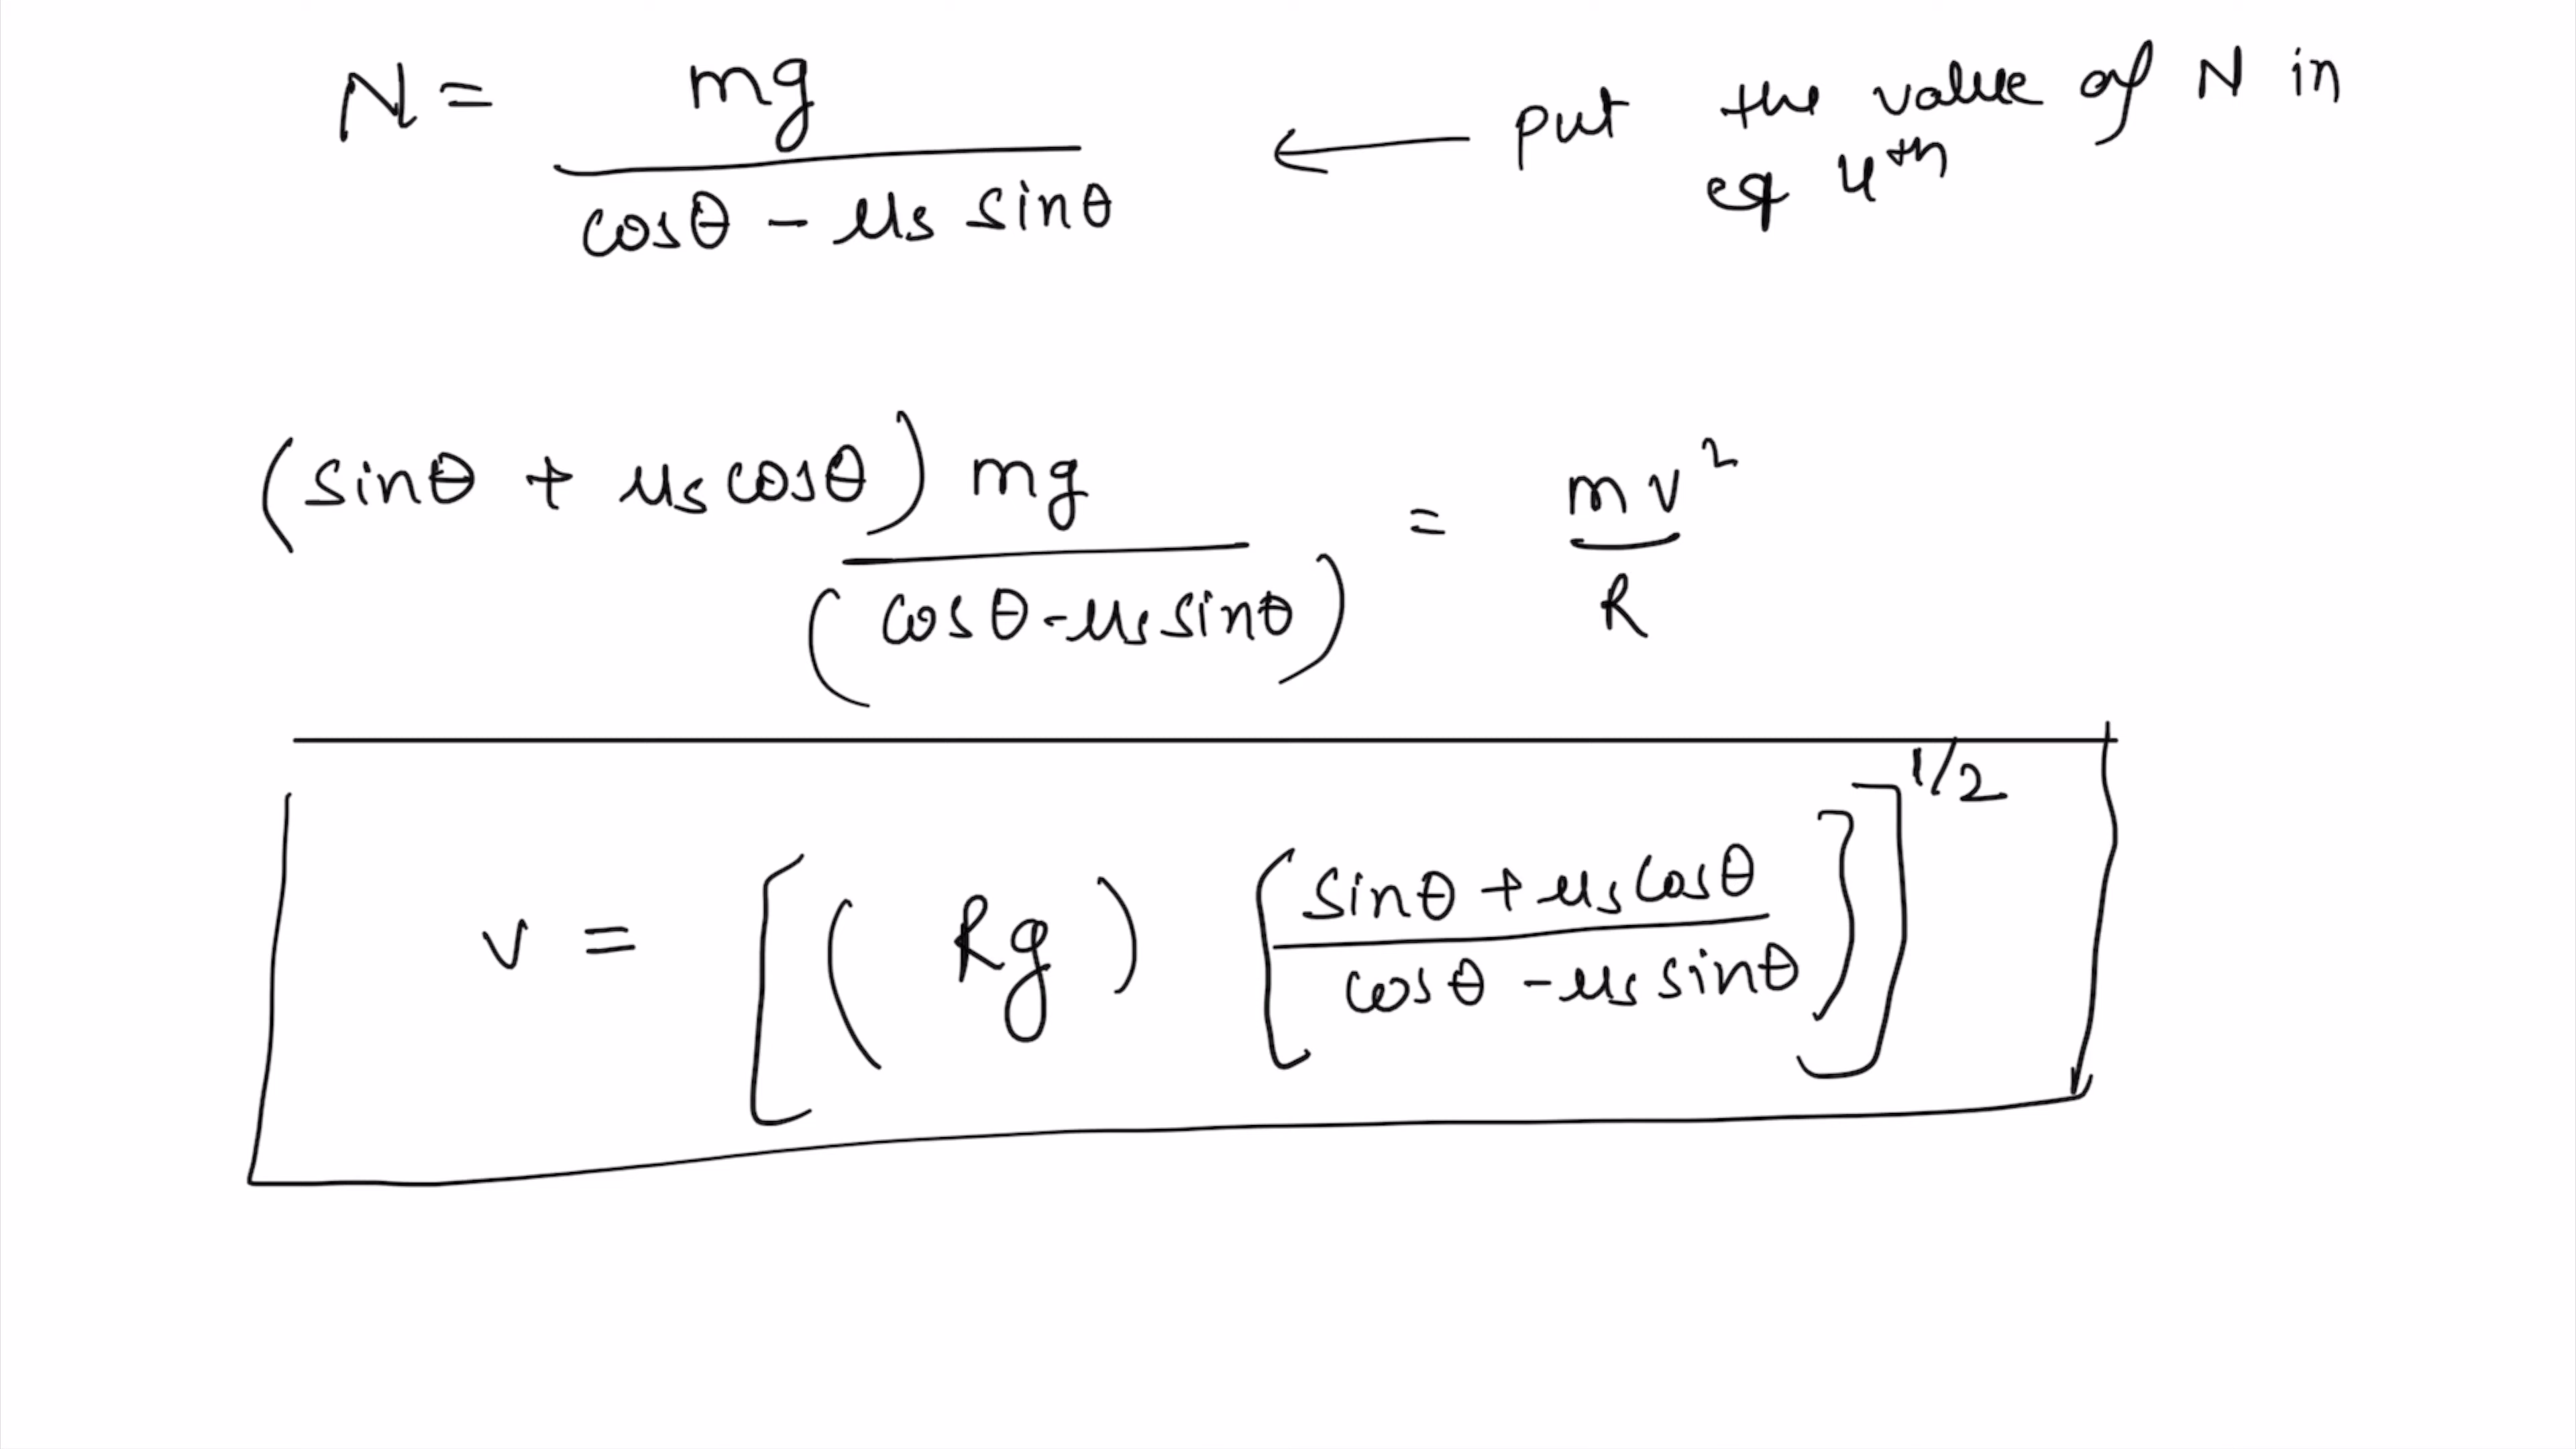 N = mg / cosθ - μs sinθ ← put the value of N in
eq 4th
(sinθ + μs cosθ) mg / (cosθ - μs sinθ) = mv² / R
v = [( Rg ) [sinθ + μs cosθ / cosθ - μs sinθ]]^1/2